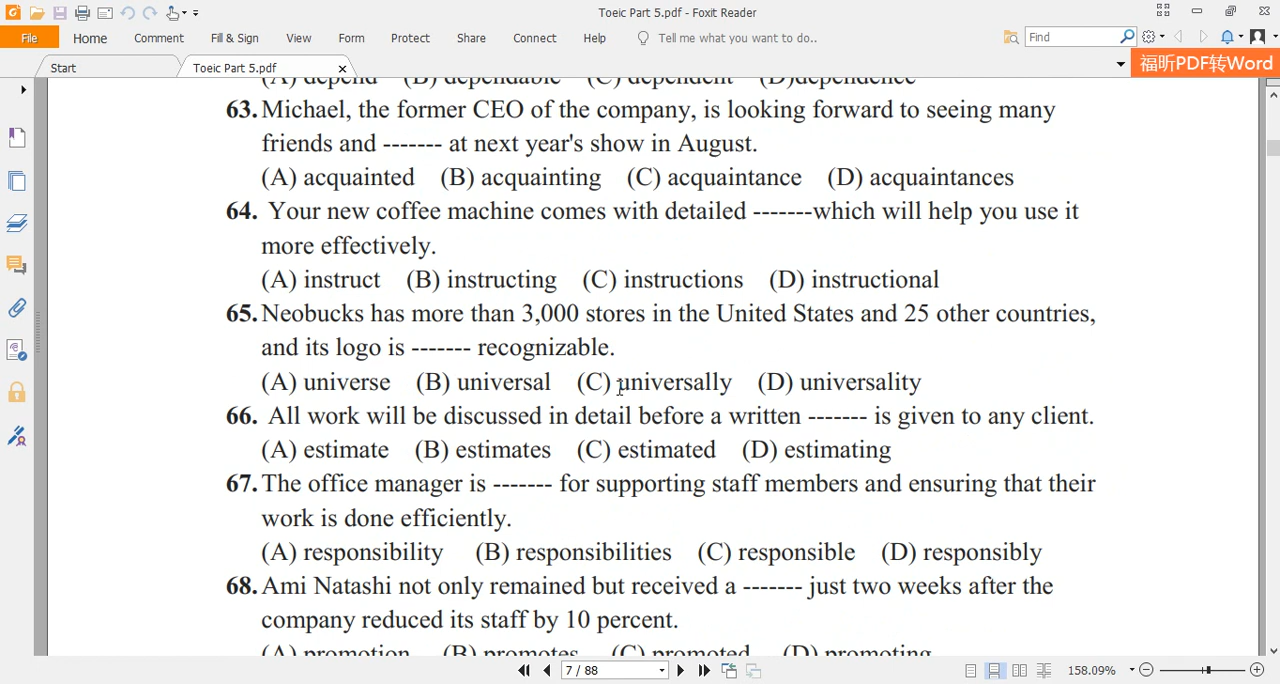 Toeic Part 5.pdf - Foxit Reader
File Home Comment Fill & Sign View Form Protect Share Connect Help Tell me what you want to do.. Find
Start Toeic Part 5.pdf 福昕PDF转Word
(A) depend (B) dependable (C) dependent (D)dependence
63. Michael, the former CEO of the company, is looking forward to seeing many
friends and ------- at next year's show in August.
(A) acquainted (B) acquainting (C) acquaintance (D) acquaintances
64. Your new coffee machine comes with detailed -------which will help you use it
more effectively.
(A) instruct (B) instructing (C) instructions (D) instructional
65. Neobucks has more than 3,000 stores in the United States and 25 other countries,
and its logo is ------- recognizable.
(A) universe (B) universal (C) universally (D) universality
66. All work will be discussed in detail before a written ------- is given to any client.
(A) estimate (B) estimates (C) estimated (D) estimating
67. The office manager is ------- for supporting staff members and ensuring that their
work is done efficiently.
(A) responsibility (B) responsibilities (C) responsible (D) responsibly
68. Ami Natashi not only remained but received a ------- just two weeks after the
company reduced its staff by 10 percent.
(A) promotion (B) promotes (C) promoted (D) promoting
7 / 88 158.09%